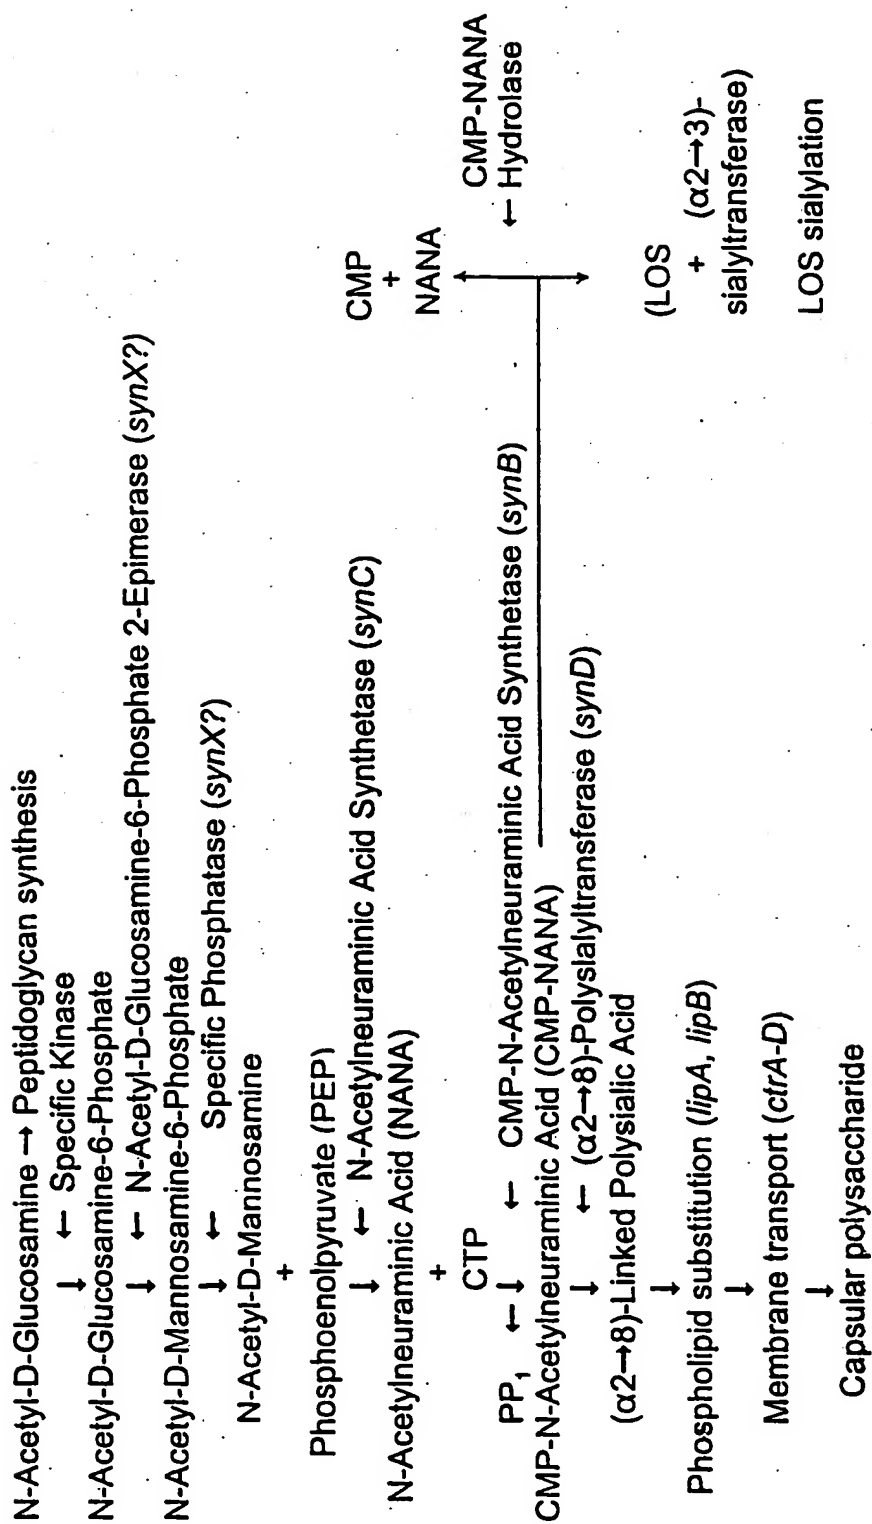 N-Acetyl-D-Glucosamine → Peptidoglycan synthesis
↓ ← Specific Kinase
N-Acetyl-D-Glucosamine-6-Phosphate
↓ ← N-Acetyl-D-Glucosamine-6-Phosphate 2-Epimerase (synX?)
N-Acetyl-D-Mannosamine-6-Phosphate
↓ ← Specific Phosphatase (synX?)
N-Acetyl-D-Mannosamine
+
Phosphoenolpyruvate (PEP)
↓ ← N-Acetylneuraminic Acid Synthetase (synC)
N-Acetylneuraminic Acid (NANA)
+
CTP
PP₁ ← ↓ ← CMP-N-Acetylneuraminic Acid Synthetase (synB)
CMP-N-Acetylneuraminic Acid (CMP-NANA)
↓ ← (α2→8)-Polyslalyltransferase (synD)
(α2→8)-Linked Polysialic Acid
↓
Phospholipid substitution (lipA, lipB)
↓
Membrane transport (ctrA-D)
↓
Capsular polysaccharide
CMP
+
NANA
← CMP-NANA
Hydrolase
(LOS
+ (α2→3)-
sialyltransferase)
LOS sialylation